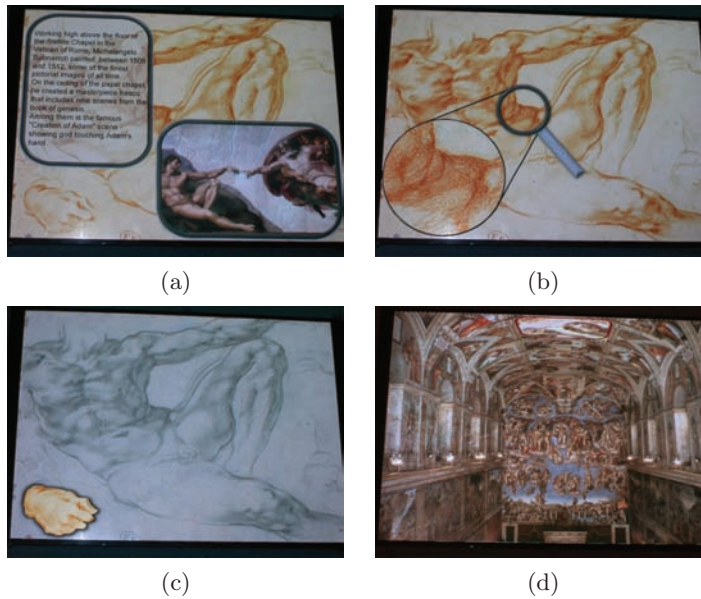 Working high above the floor of
the Sistine Chapel in the
Vatican of Rome, Michelangelo
Buonarroti painted, between 1508
and 1512, some of the finest
pictorial images of all time.
On the ceiling of the papal chapel,
he created a masterpiece fresco
that includes nine scenes from the
book of genesis.
Among them is the famous
"Creation of Adam" scene
showing god touching Adam's
hand.
(a)
(b)
(c)
(d)